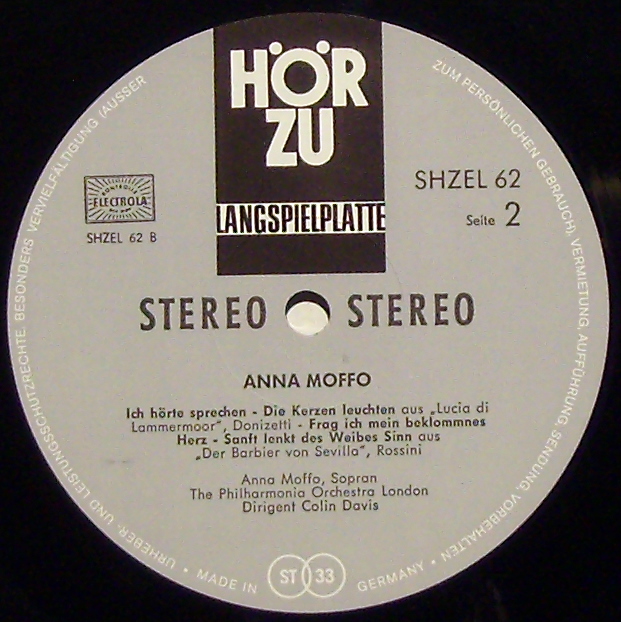 HÖR
ZU
LANGSPIELPLATTE
KONTROLLE
ELECTROLA
SHZEL 62 B
SHZEL 62
Seite 2
STEREO STEREO
ANNA MOFFO
Ich hörte sprechen - Die Kerzen leuchten aus „Lucia di
Lammermoor", Donizetti - Frag ich mein beklommnes
Herz - Sanft lenkt des Weibes Sinn aus
„Der Barbier von Sevilla", Rossini
Anna Moffo, Sopran
The Philharmonia Orchestra London
Dirigent Colin Davis
URHEBER- UND LEISTUNGSSCHUTZRECHTE, BESONDERS VERVIELFÄLTIGUNG (AUSSER
ZUM PERSÖNLICHEN GEBRAUCH), VERMIETUNG, AUFFÜHRUNG, SENDUNG, VORBEHALTEN
• MADE IN ST 33 GERMANY •